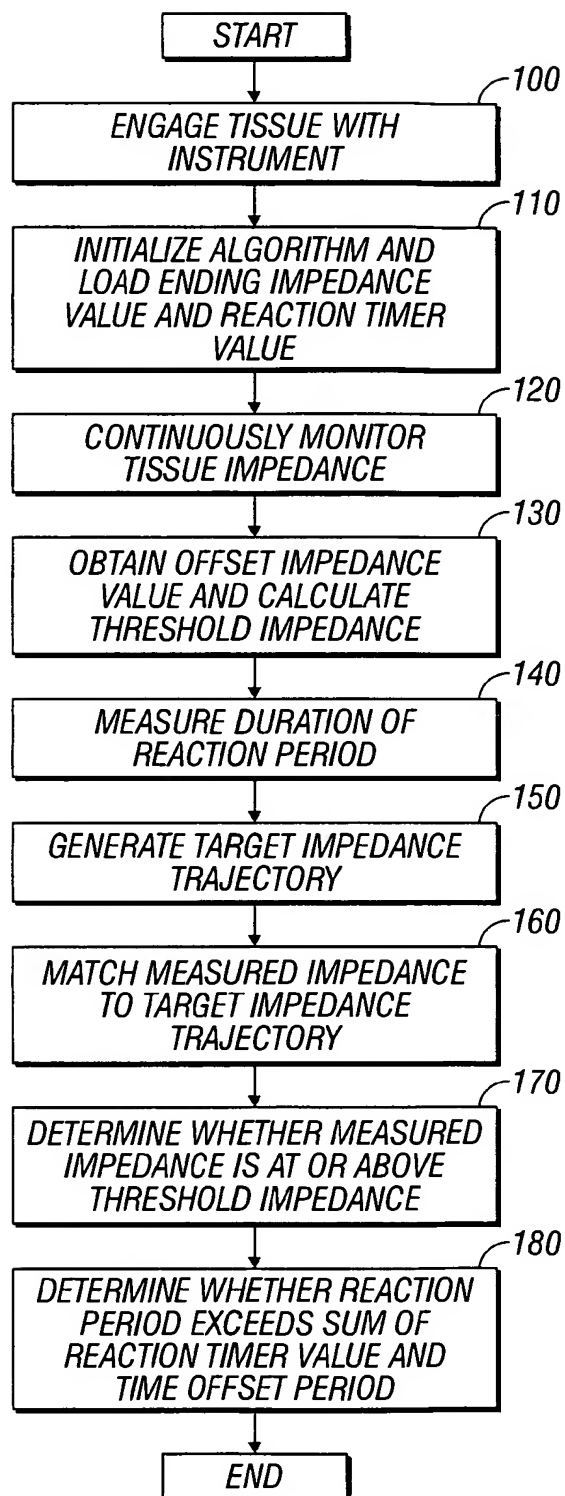 START
100
ENGAGE TISSUE WITH
INSTRUMENT
110
INITIALIZE ALGORITHM AND
LOAD ENDING IMPEDANCE
VALUE AND REACTION TIMER
VALUE
120
CONTINUOUSLY MONITOR
TISSUE IMPEDANCE
130
OBTAIN OFFSET IMPEDANCE
VALUE AND CALCULATE
THRESHOLD IMPEDANCE
140
MEASURE DURATION OF
REACTION PERIOD
150
GENERATE TARGET IMPEDANCE
TRAJECTORY
160
MATCH MEASURED IMPEDANCE
TO TARGET IMPEDANCE
TRAJECTORY
170
DETERMINE WHETHER MEASURED
IMPEDANCE IS AT OR ABOVE
THRESHOLD IMPEDANCE
180
DETERMINE WHETHER REACTION
PERIOD EXCEEDS SUM OF
REACTION TIMER VALUE AND
TIME OFFSET PERIOD
END